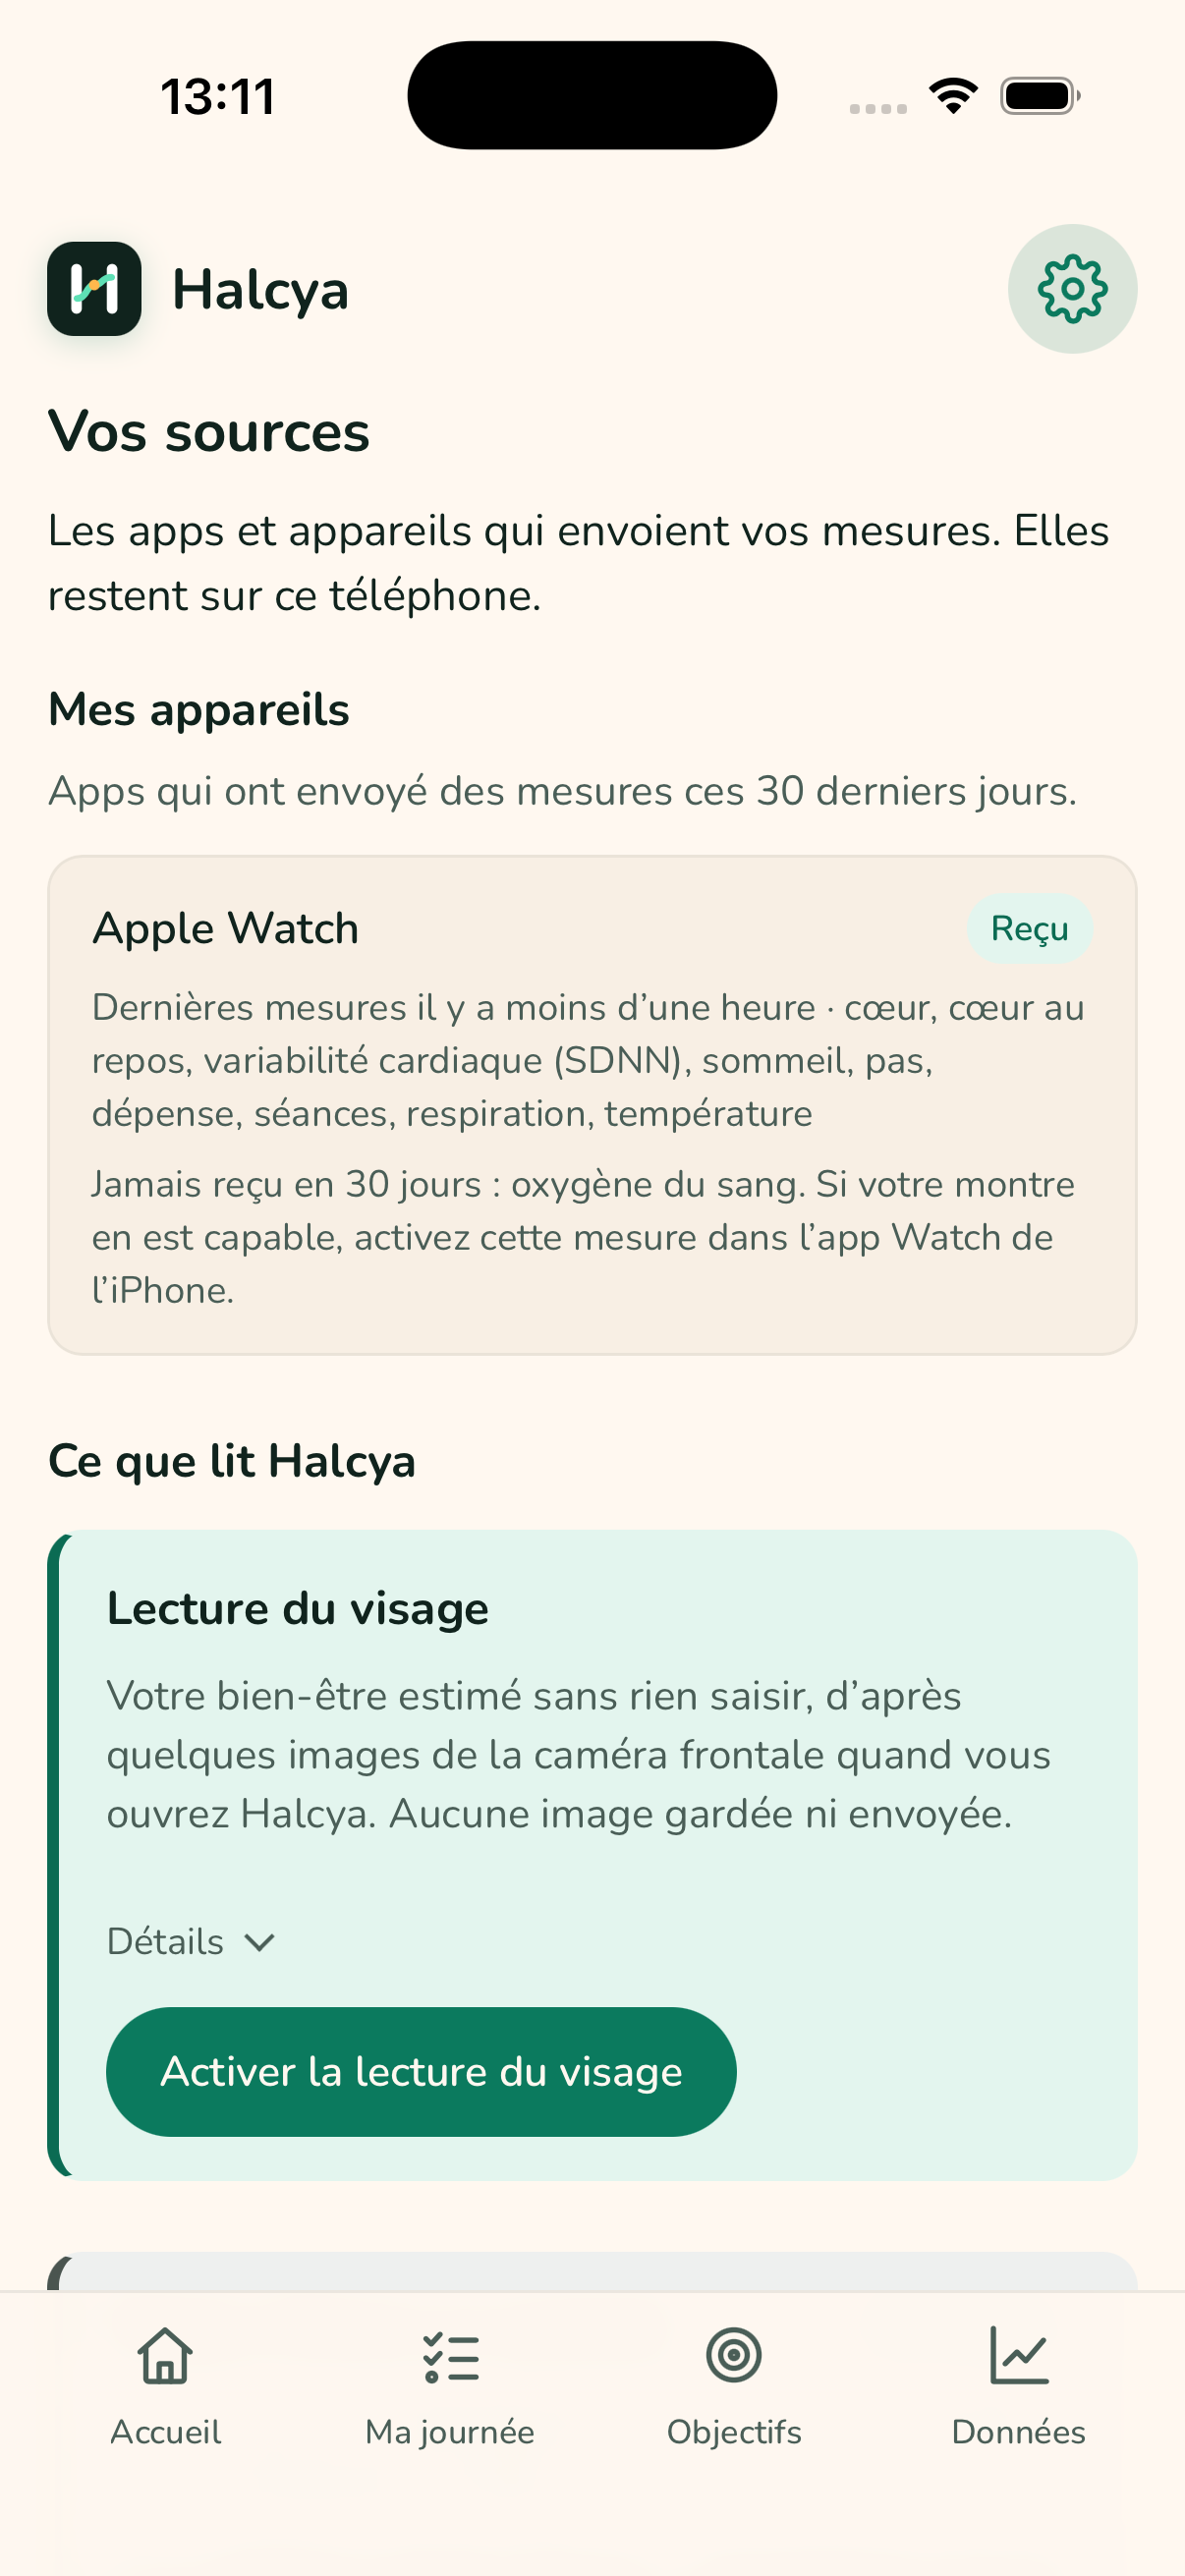 13:11
Halcya
Vos sources
Les apps et appareils qui envoient vos mesures. Elles
restent sur ce téléphone.
Mes appareils
Apps qui ont envoyé des mesures ces 30 derniers jours.
Apple Watch
Reçu
Dernières mesures il y a moins d’une heure · cœur, cœur au
repos, variabilité cardiaque (SDNN), sommeil, pas,
dépense, séances, respiration, température
Jamais reçu en 30 jours : oxygène du sang. Si votre montre
en est capable, activez cette mesure dans l’app Watch de
l’iPhone.
Ce que lit Halcya
Lecture du visage
Votre bien-être estimé sans rien saisir, d’après
quelques images de la caméra frontale quand vous
ouvrez Halcya. Aucune image gardée ni envoyée.
Détails
Activer la lecture du visage
Accueil
Ma journée
Objectifs
Données